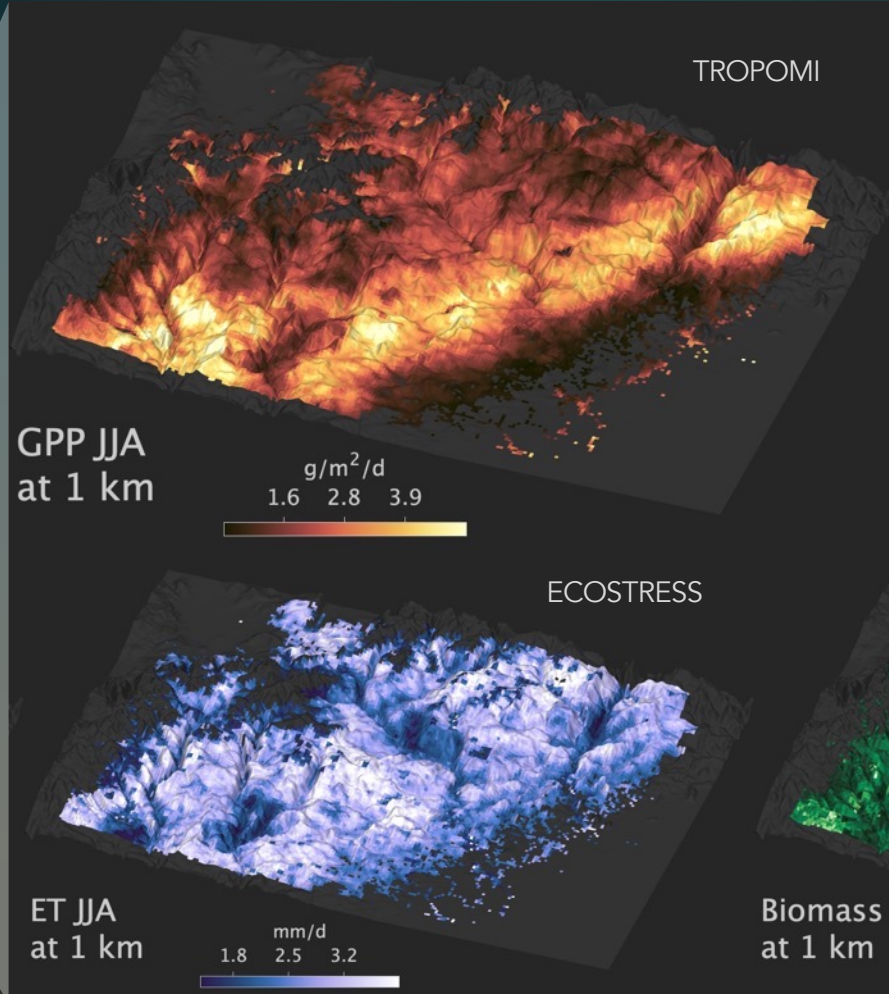 TROPOMI
GPP JJA
at 1 km
g/m²/d
1.6 2.8 3.9
ECOSTRESS
ET JJA
at 1 km
mm/d
1.8 2.5 3.2
Biomass
at 1 km